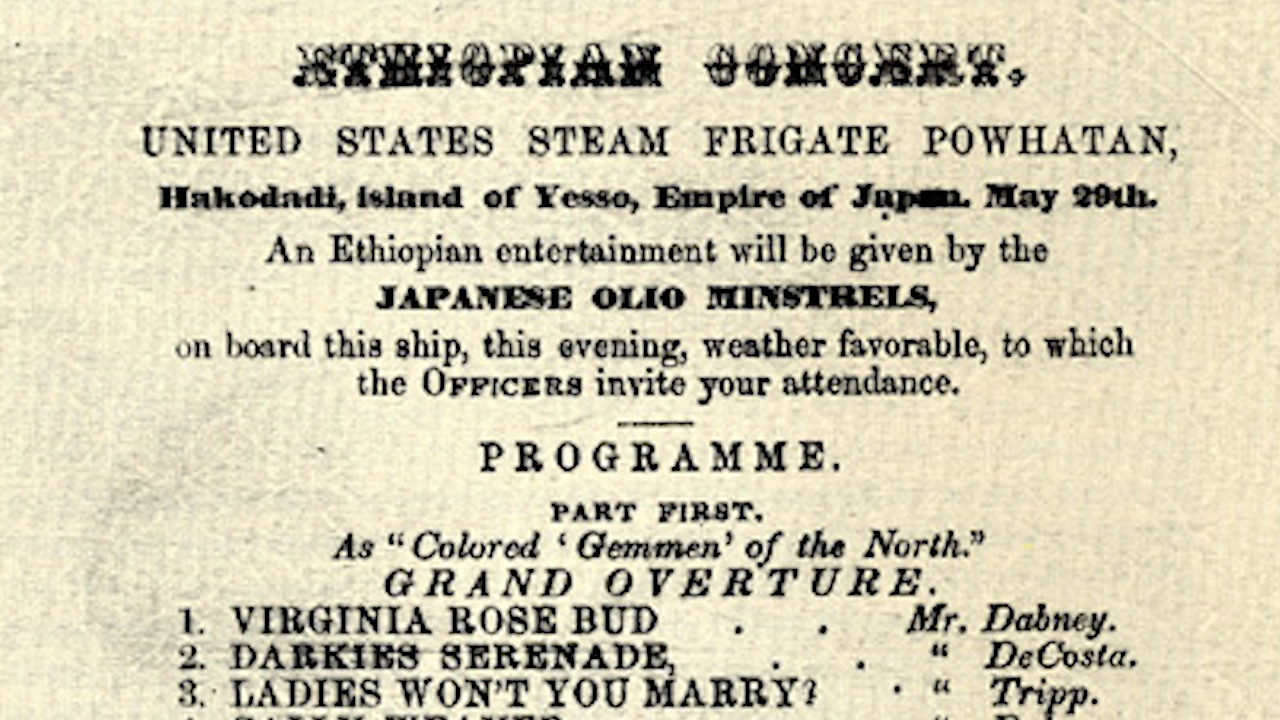 ETHIOPIAN CONCERT.
UNITED STATES STEAM FRIGATE POWHATAN,
Hakodadi, island of Yesso, Empire of Japan. May 29th.
An Ethiopian entertainment will be given by the
JAPANESE OLIO MINSTRELS,
on board this ship, this evening, weather favorable, to which
the OFFICERS invite your attendance.
PROGRAMME.
PART FIRST.
As "Colored 'Gemmen' of the North."
GRAND OVERTURE.
1. VIRGINIA ROSE BUD . . Mr. Dabney.
2. DARKIES SERENADE, . . " DeCosta.
3. LADIES WON'T YOU MARRY? . " Tripp.